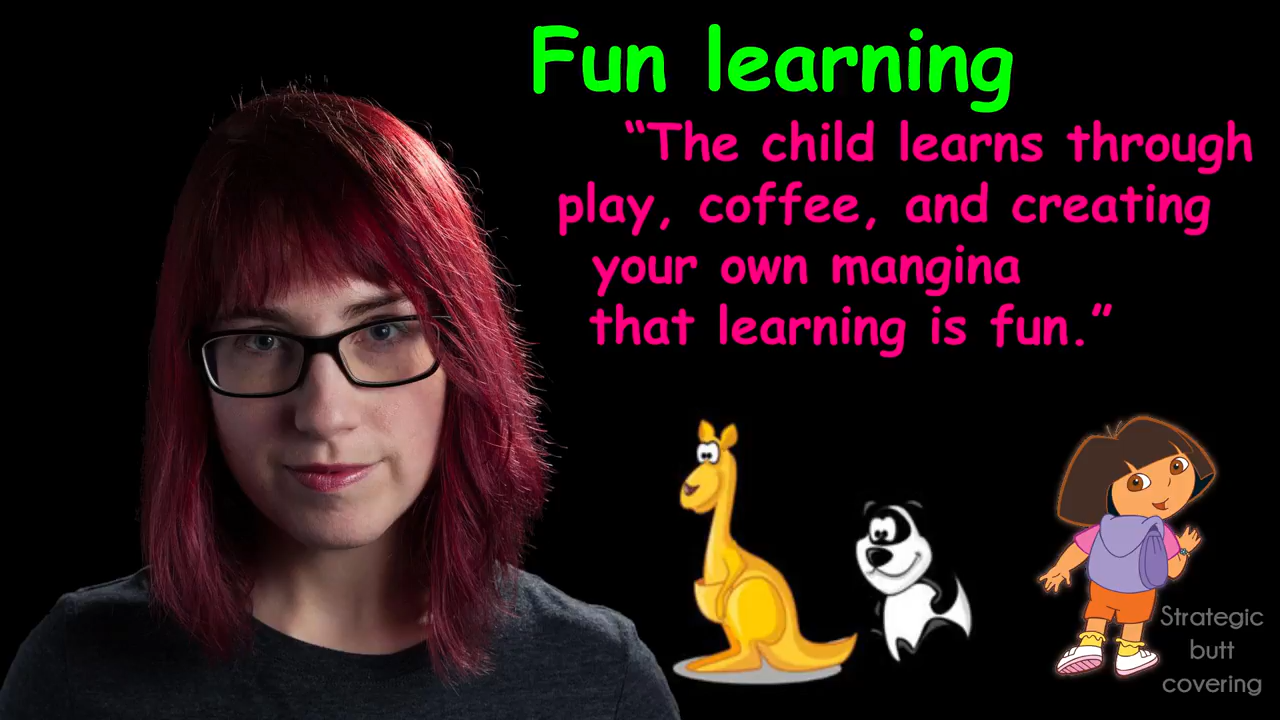 Fun learning
“The child learns through
play, coffee, and creating
your own mangina
that learning is fun.”
Strategic
butt
covering